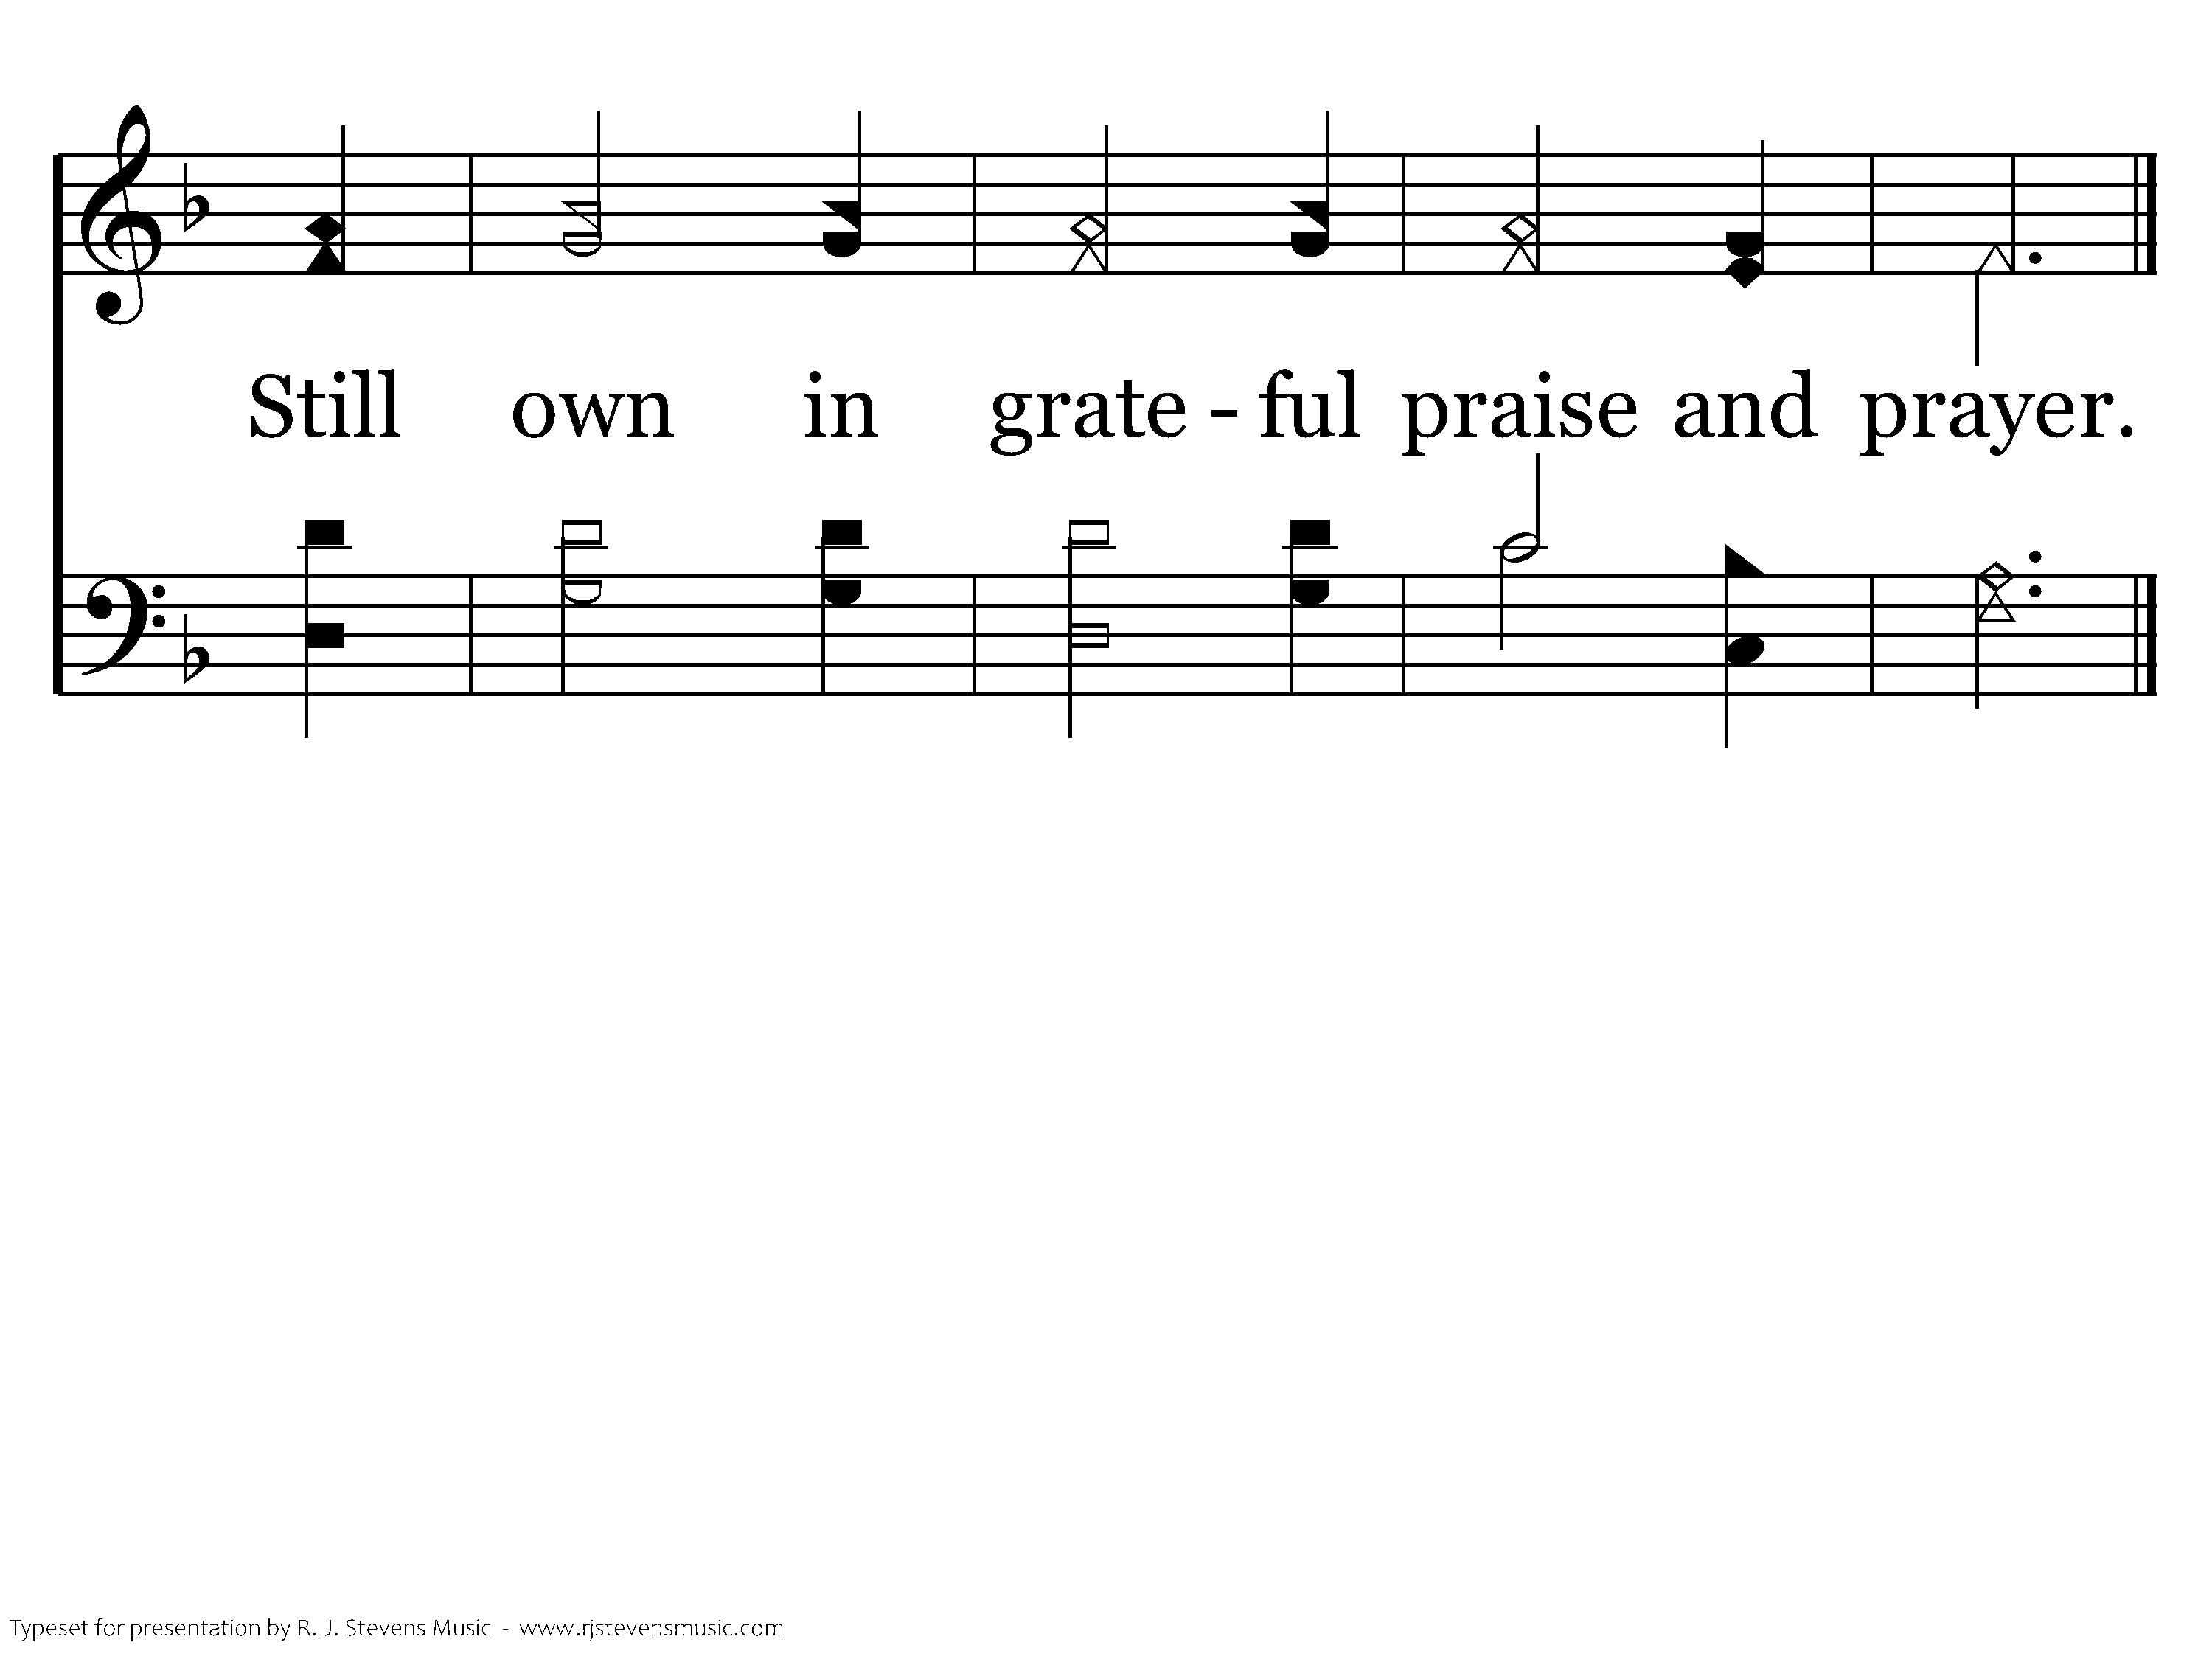 Still own in grate - ful praise and prayer.
Typeset for presentation by R. J. Stevens Music - www.rjstevensmusic.com